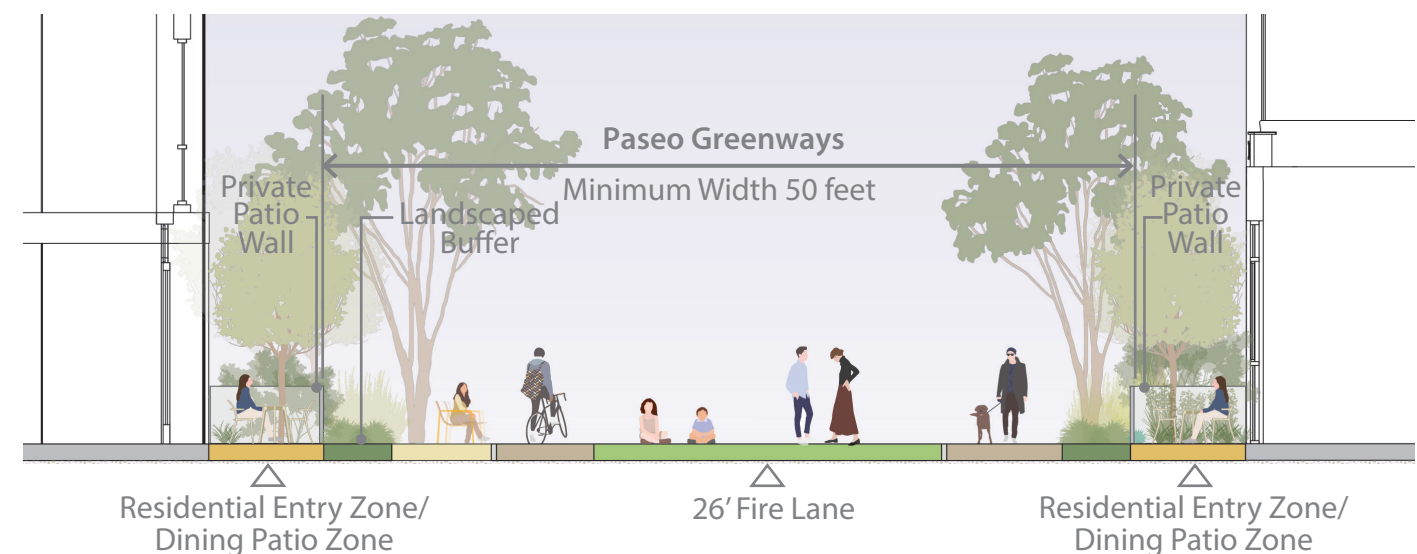 Paseo Greenways
Minimum Width 50 feet
Private
Patio
Wall
Landscaped
Buffer
Private
Patio
Wall
Residential Entry Zone/
Dining Patio Zone
26’ Fire Lane
Residential Entry Zone/
Dining Patio Zone